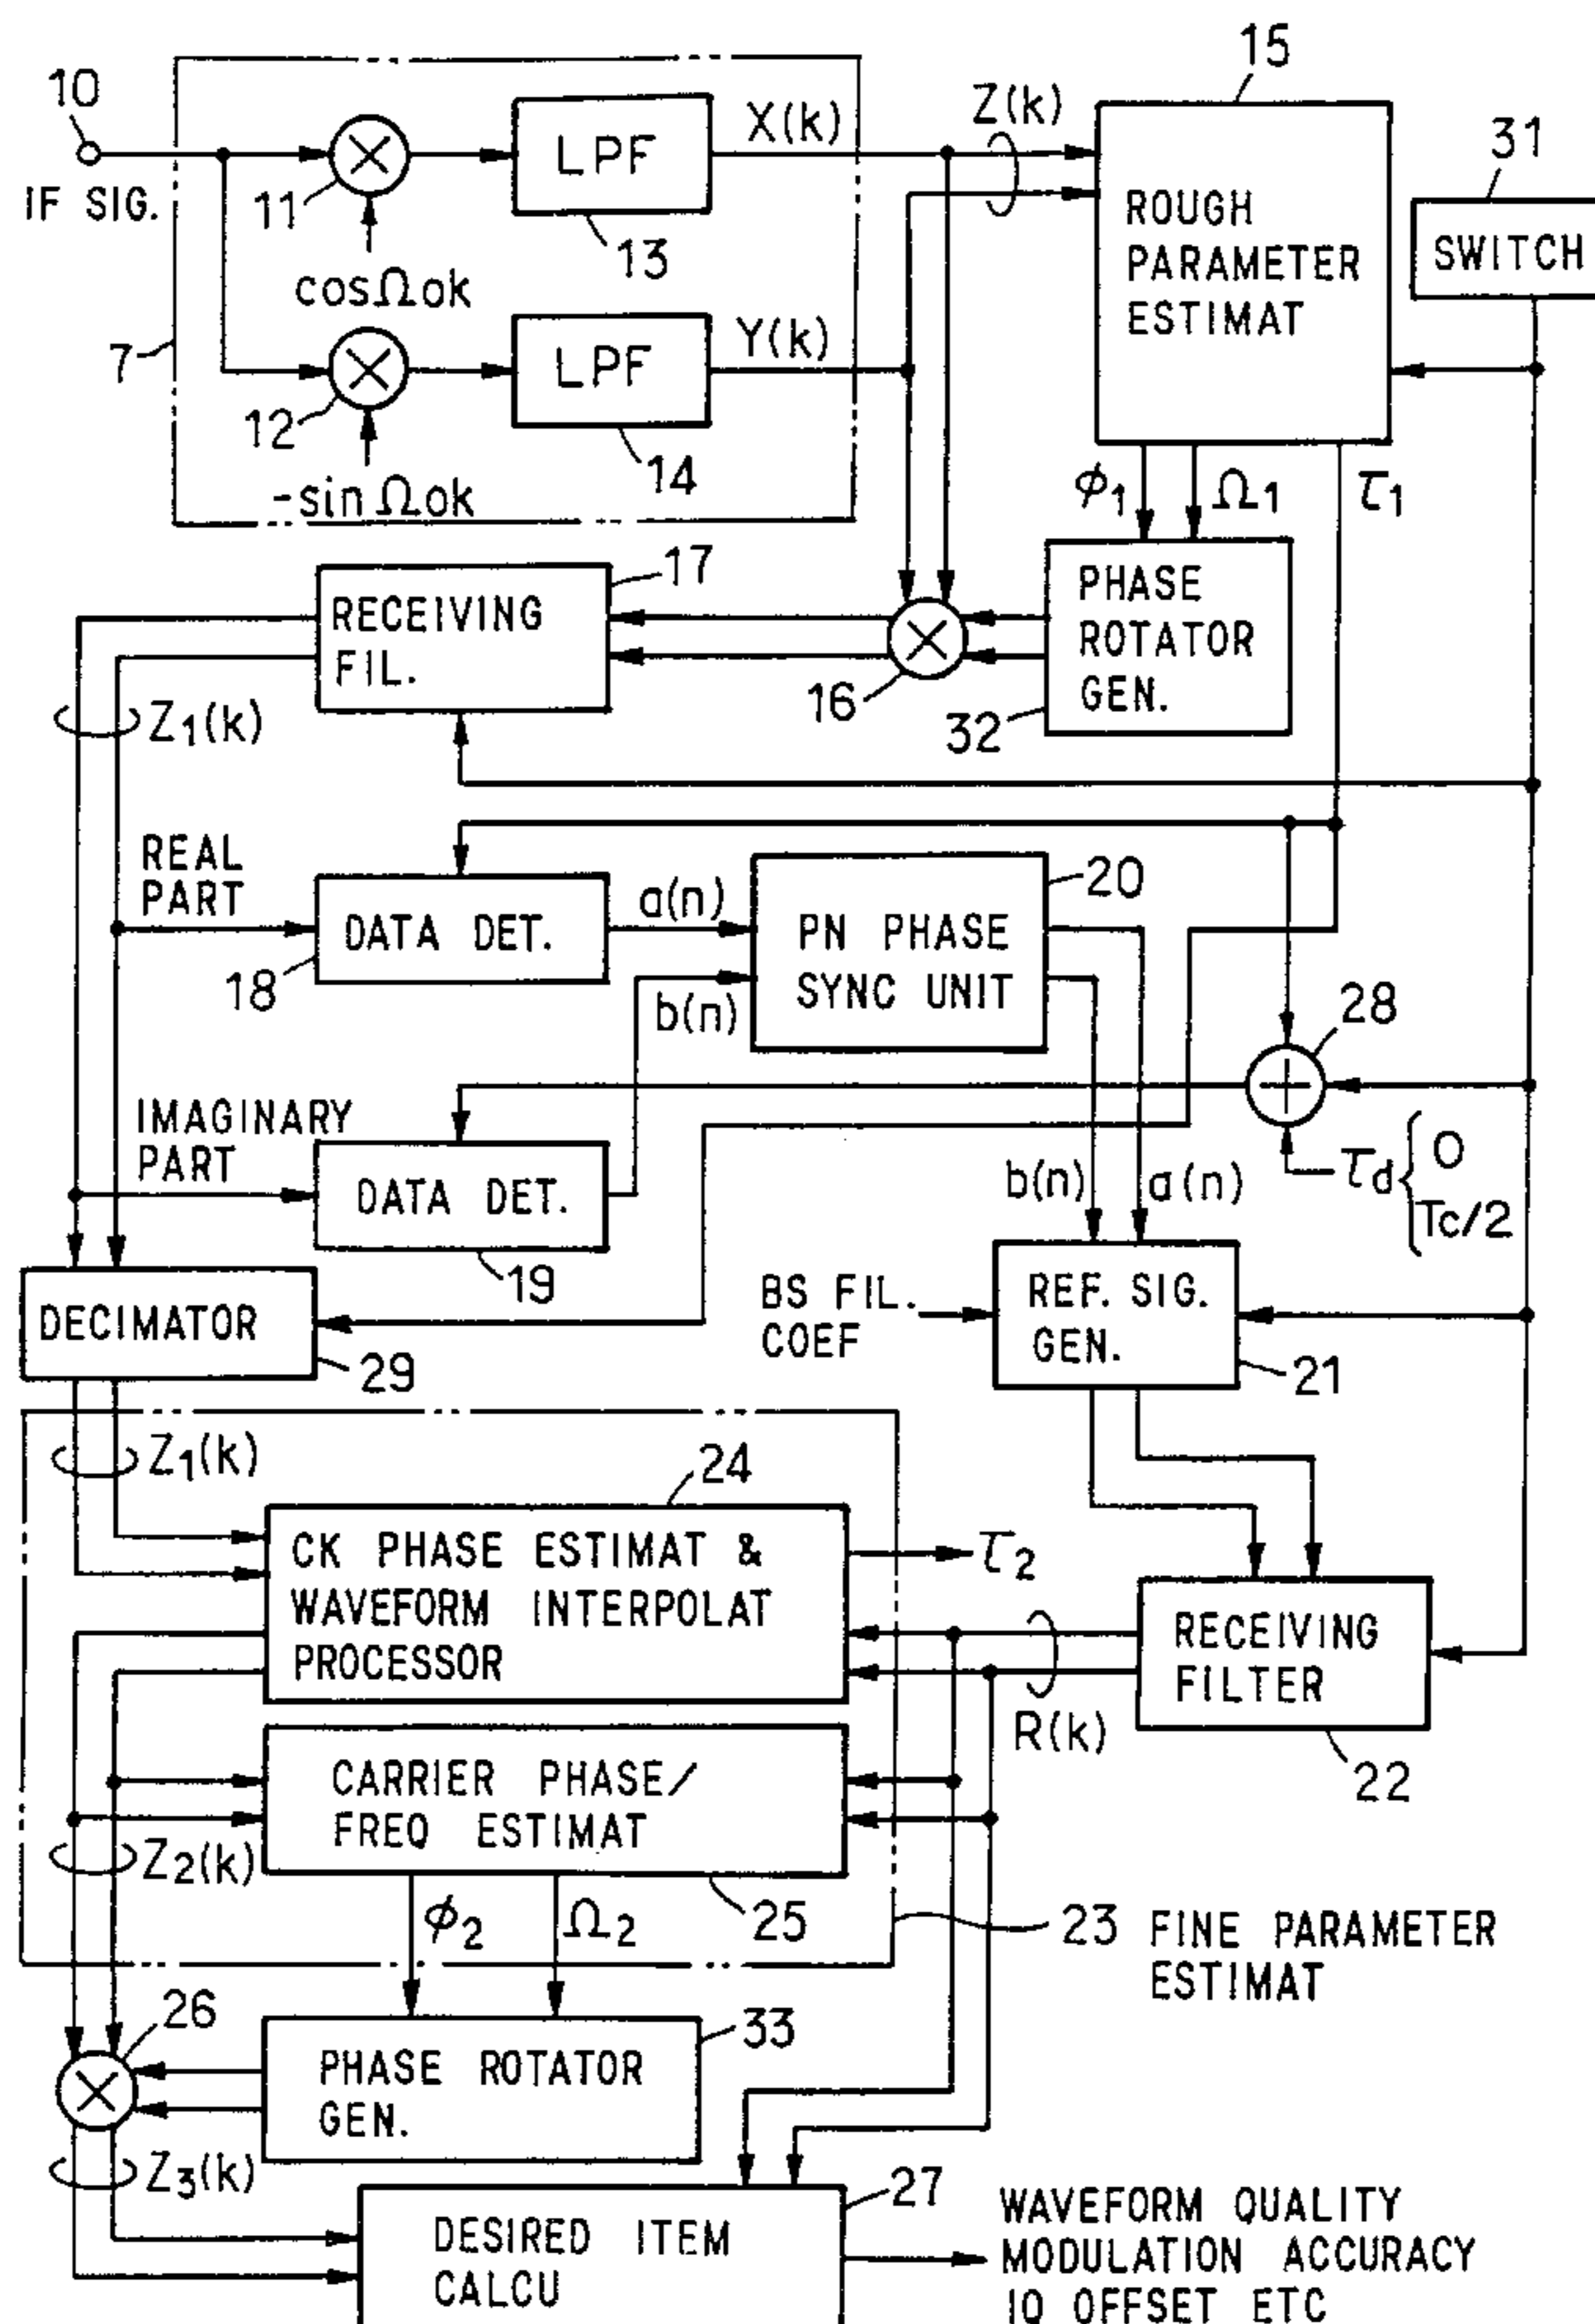 10
IF SIG.
11
cosΩok
12
-sinΩok
7
LPF
13
LPF
14
X(k)
Y(k)
Z(k)
15
ROUGH
PARAMETER
ESTIMAT
31
SWITCH
ϕ1
Ω1
τ1
17
RECEIVING
FIL.
16
PHASE
ROTATOR
GEN.
32
Z1(k)
REAL
PART
DATA DET.
18
a(n)
b(n)
20
PN PHASE
SYNC UNIT
28
IMAGINARY
PART
DATA DET.
19
b(n)
a(n)
τd { 0
Tc/2
DECIMATOR
29
BS FIL.
COEF
REF. SIG.
GEN.
21
Z1(k)
24
CK PHASE ESTIMAT &
WAVEFORM INTERPOLAT
PROCESSOR
τ2
R(k)
RECEIVING
FILTER
22
CARRIER PHASE/
FREQ ESTIMAT
25
Z2(k)
ϕ2
Ω2
23 FINE PARAMETER
ESTIMAT
26
PHASE ROTATOR
GEN.
33
Z3(k)
27
DESIRED ITEM
CALCU
WAVEFORM QUALITY
MODULATION ACCURACY
IQ OFFSET ETC